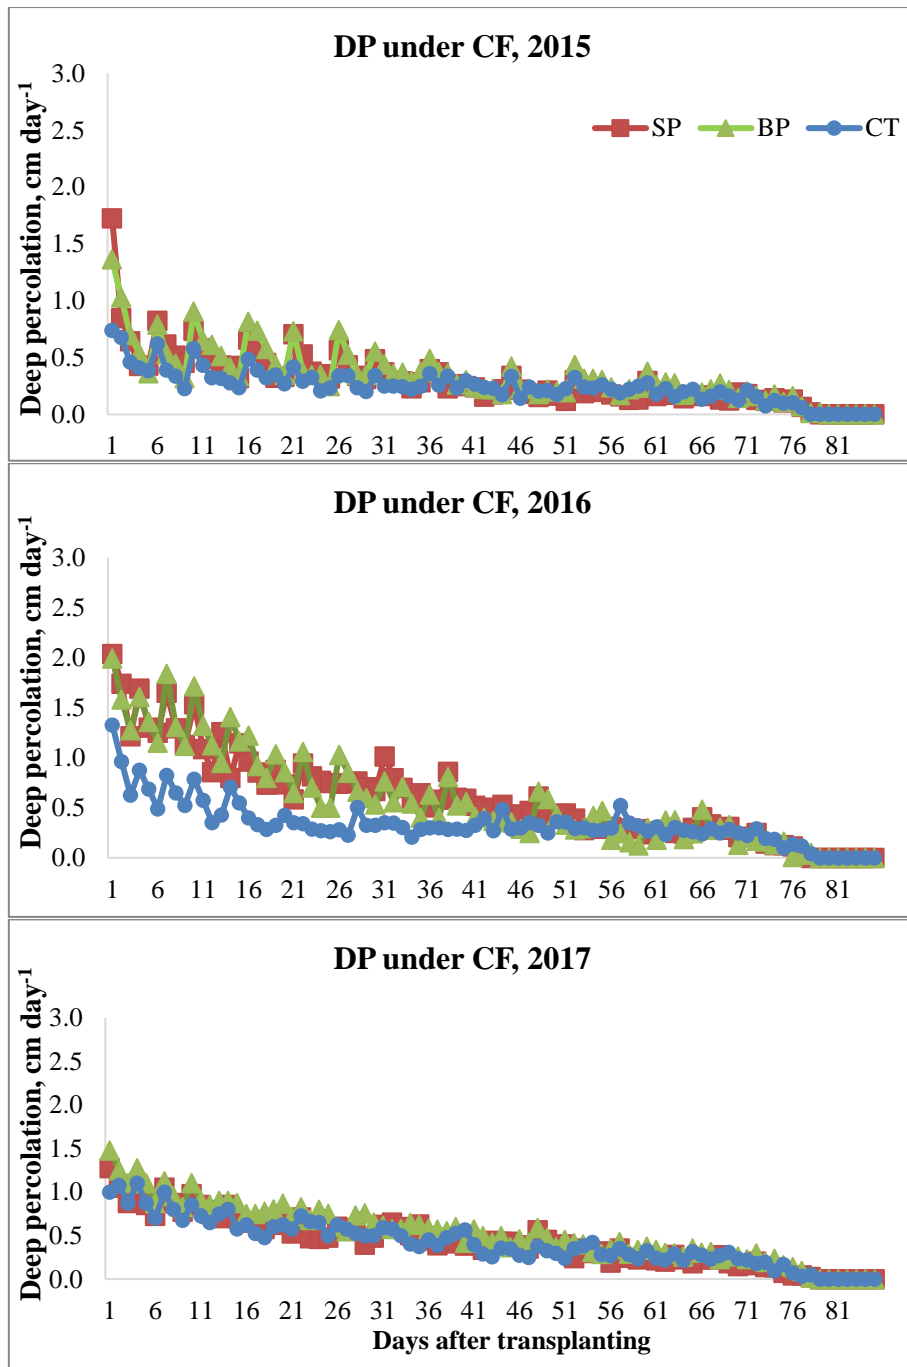 DP under CF, 2015
Deep percolation, cm day-1
3.0
2.5
2.0
1.5
1.0
0.5
0.0
SP BP CT
1 6 11 16 21 26 31 36 41 46 51 56 61 66 71 76 81
DP under CF, 2016
Deep percolation, cm day-1
3.0
2.5
2.0
1.5
1.0
0.5
0.0
1 6 11 16 21 26 31 36 41 46 51 56 61 66 71 76 81
DP under CF, 2017
Deep percolation, cm day-1
3.0
2.5
2.0
1.5
1.0
0.5
0.0
1 6 11 16 21 26 31 36 41 46 51 56 61 66 71 76 81
Days after transplanting